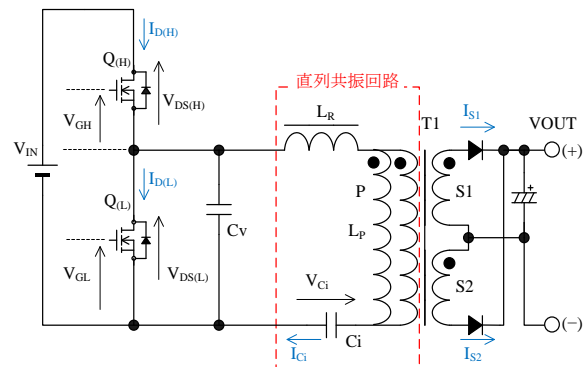 I_D(H)
Q_(H)
V_DS(H)
V_GH
V_IN
直列共振回路
L_R
T1
I_S1
VOUT
(+)
+
I_D(L)
Q_(L)
V_GL
V_DS(L)
Cv
P
L_P
S1
S2
V_Ci
I_Ci
Ci
I_S2
(−)